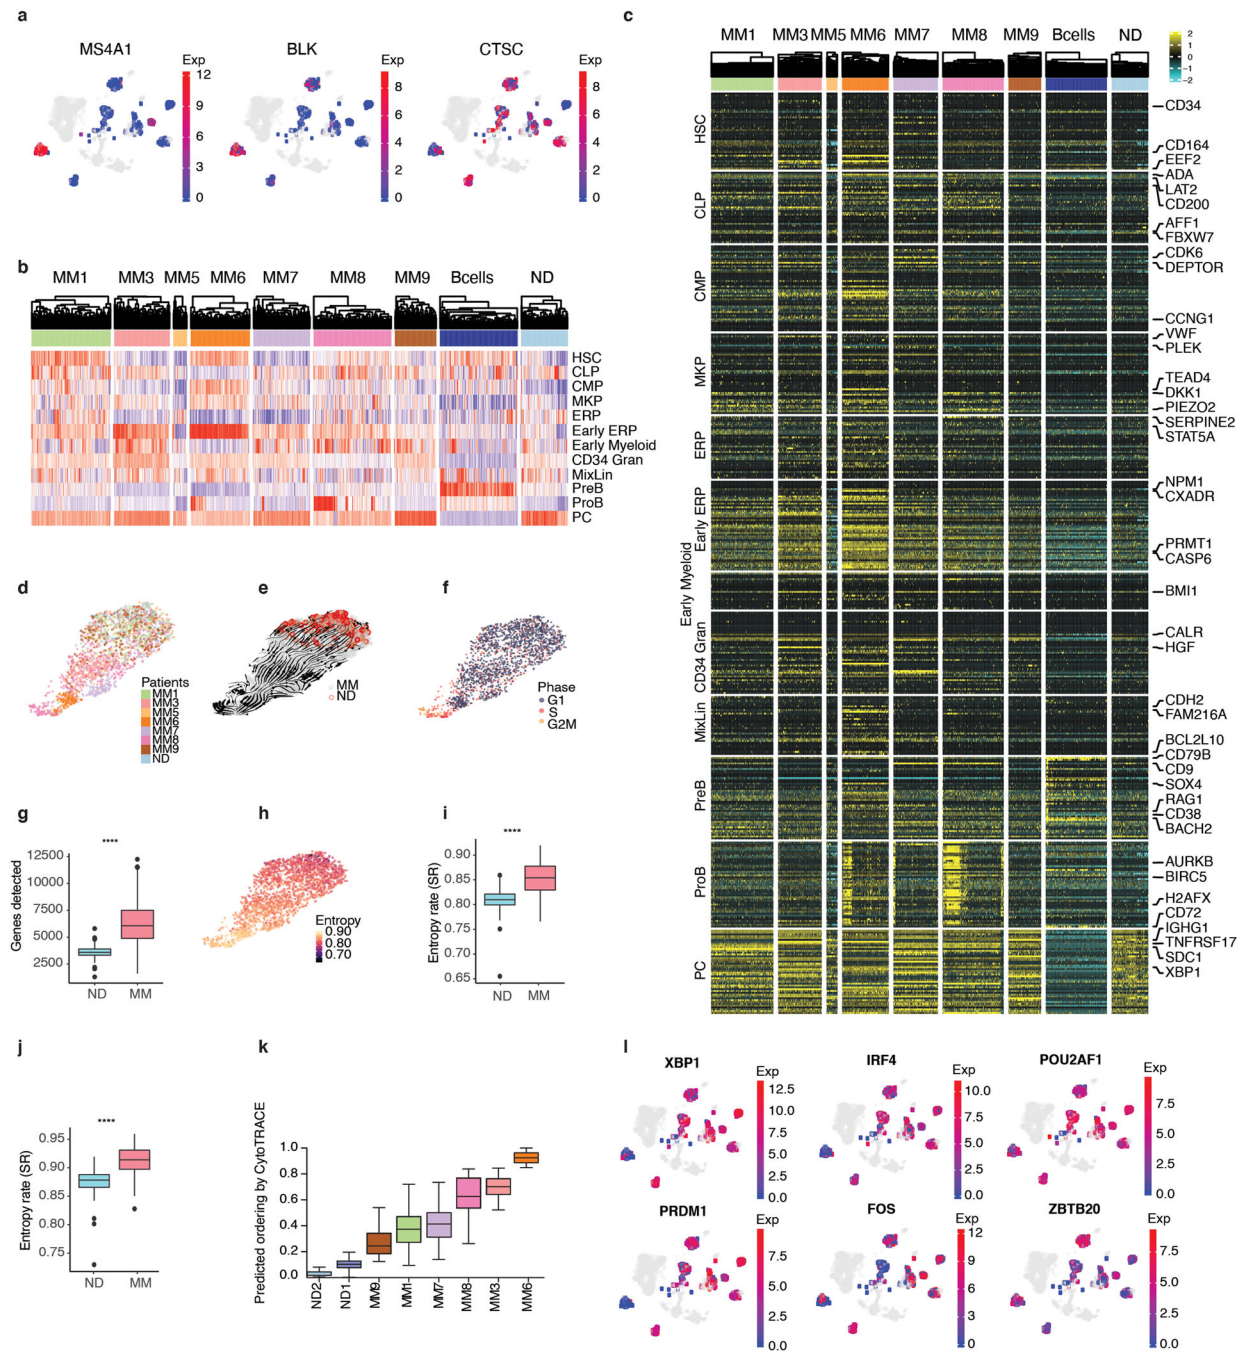 a
MS4A1
BLK
CTSC
Exp
12
9
6
3
0
Exp
8
6
4
2
0
Exp
8
6
4
2
0
b
MM1
MM3
MM5
MM6
MM7
MM8
MM9
Bcells
ND
HSC
CLP
CMP
MKP
ERP
Early ERP
Early Myeloid
CD34 Gran
MixLin
PreB
ProB
PC
c
MM1
MM3
MM5
MM6
MM7
MM8
MM9
Bcells
ND
2
1
0
-1
-2
HSC
CLP
CMP
MKP
ERP
Early ERP
Early Myeloid
CD34 Gran
MixLin
PreB
ProB
PC
CD34
CD164
EEF2
ADA
LAT2
CD200
AFF1
FBXW7
CDK6
DEPTOR
CCNG1
VWF
PLEK
TEAD4
DKK1
PIEZO2
SERPINE2
STAT5A
NPM1
CXADR
PRMT1
CASP6
BMI1
CALR
HGF
CDH2
FAM216A
BCL2L10
CD79B
CD9
SOX4
RAG1
CD38
BACH2
AURKB
BIRC5
H2AFX
CD72
IGHG1
TNFRSF17
SDC1
XBP1
d
Patients
MM1
MM3
MM5
MM6
MM7
MM8
MM9
ND
e
MM
ND
f
Phase
G1
S
G2M
g
Genes detected
12500
10000
7500
5000
2500
****
ND
MM
h
Entropy
0.90
0.80
0.70
i
Entropy rate (SR)
0.90
0.85
0.80
0.75
0.70
0.65
****
ND
MM
j
Entropy rate (SR)
0.95
0.90
0.85
0.80
0.75
****
ND
MM
k
Predicted ordering by CytoTRACE
1.0
0.8
0.6
0.4
0.2
0.0
ND2
ND1
MM9
MM1
MM7
MM8
MM3
MM6
l
XBP1
Exp
12.5
10.0
7.5
5.0
2.5
0.0
IRF4
Exp
10.0
7.5
5.0
2.5
0.0
POU2AF1
Exp
7.5
5.0
2.5
0.0
PRDM1
Exp
7.5
5.0
2.5
0.0
FOS
Exp
12
9
6
3
0
ZBTB20
Exp
7.5
5.0
2.5
0.0